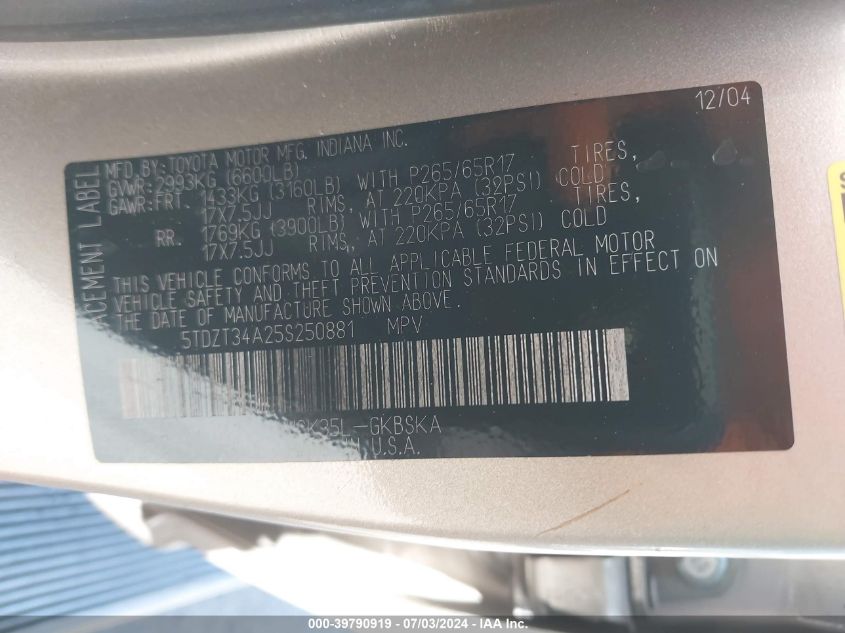 12/04
ACEMENT LABEL
MFD. BY: TOYOTA MOTOR MFG. INDIANA INC.
GVWR: 2993KG (6600LB)
GAWR: FRT. 1433KG (3160LB) WITH P265/65R17 TIRES,
17X7.5JJ RIMS, AT 220KPA (32PSI) COLD
RR. 1769KG (3900LB) WITH P265/65R17 TIRES,
17X7.5JJ RIMS, AT 220KPA (32PSI) COLD
THIS VEHICLE CONFORMS TO ALL APPLICABLE FEDERAL MOTOR
VEHICLE SAFETY AND THEFT PREVENTION STANDARDS IN EFFECT ON
THE DATE OF MANUFACTURE SHOWN ABOVE.
5TDZT34A25S250881 MPV
SK35L-GKBSKA
U.S.A.
000-39790919 - 07/03/2024 - IAA Inc.